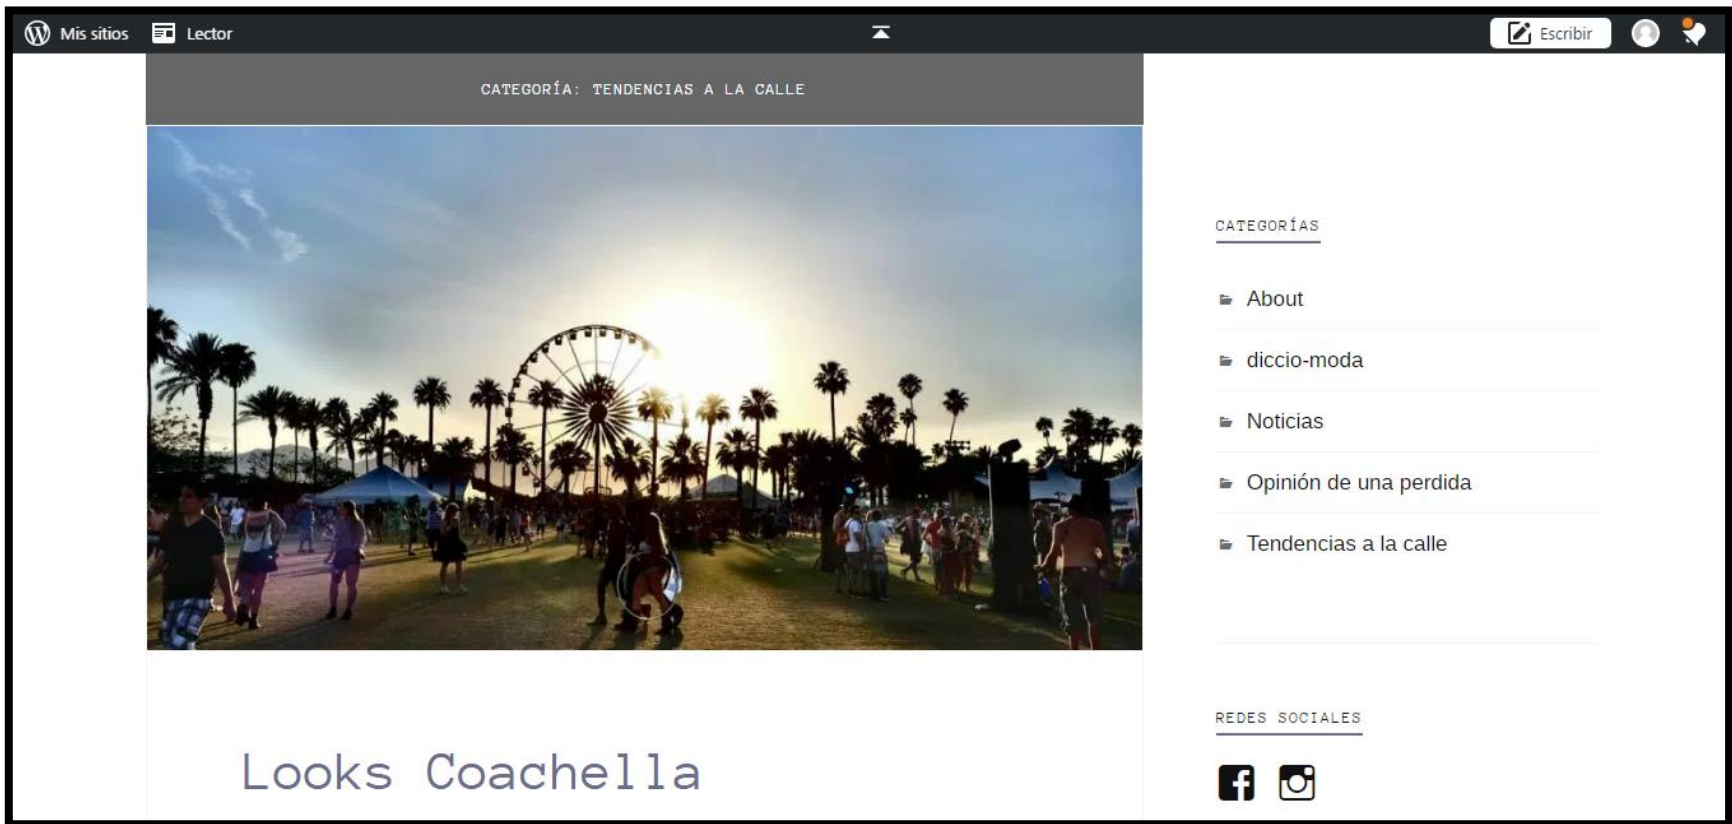 Mis sitios Lector Escribir
CATEGORÍA: TENDENCIAS A LA CALLE
CATEGORÍAS
About
diccio-moda
Noticias
Opinión de una perdida
Tendencias a la calle
REDES SOCIALES
Looks Coachella